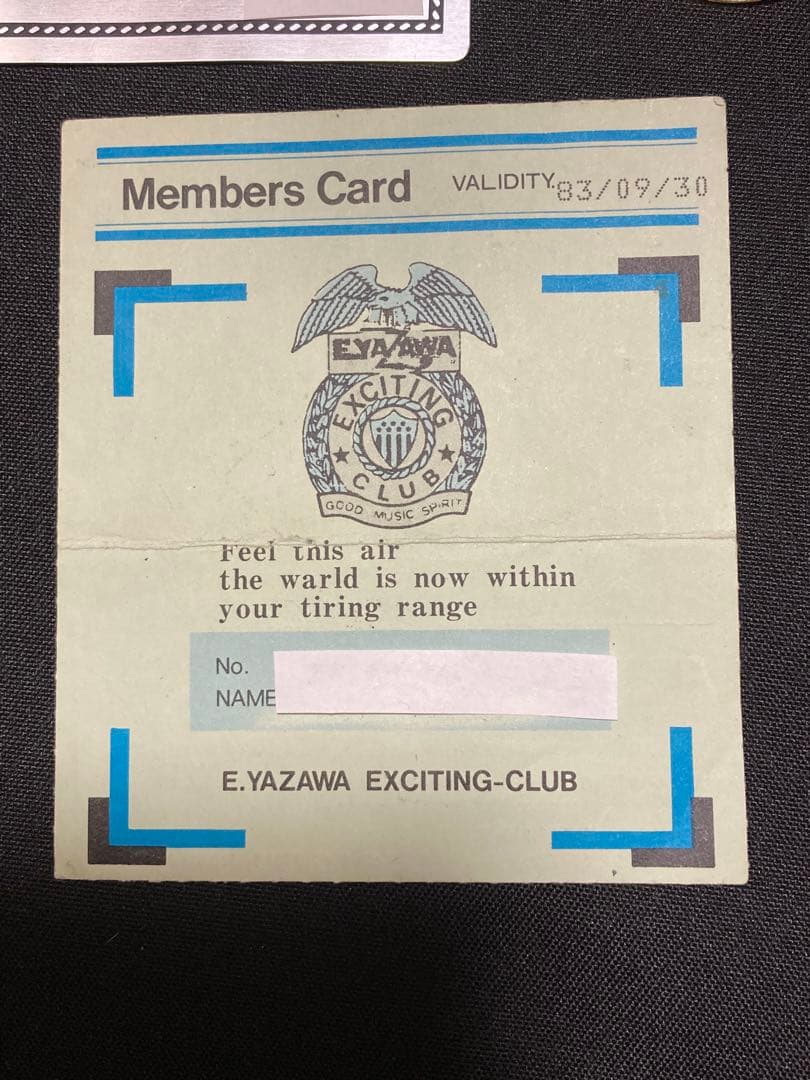 Members Card
VALIDITY.83/09/30
E.YAZAWA
EXCITING
CLUB
GOOD MUSIC SPIRIT
Feel this air
the warld is now within
your tiring range
No.
NAME
E.YAZAWA EXCITING-CLUB